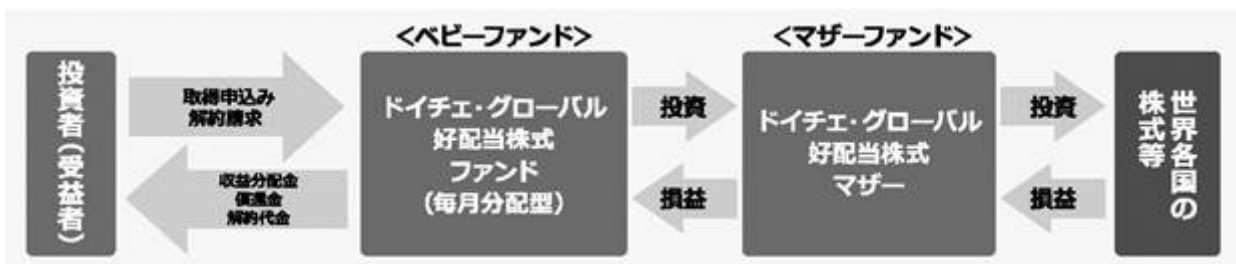 <ベビーファンド>
<マザーファンド>
投資者(受益者)
取得申込み
解約請求
収益分配金
償還金
解約代金
ドイチェ・グローバル
好配当株式
ファンド
(毎月分配型)
投資
損益
ドイチェ・グローバル
好配当株式
マザー
投資
損益
世界各国の
株式等